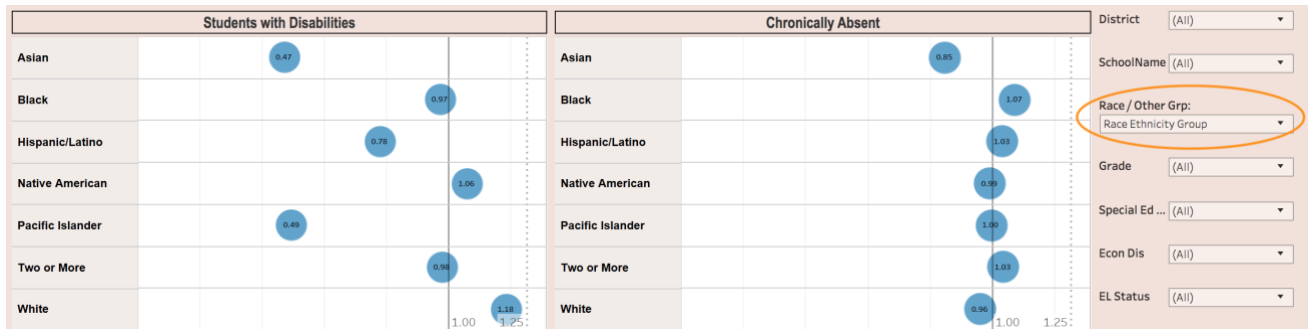 Students with Disabilities
Asian
0.47
Black
0.97
Hispanic/Latino
0.78
Native American
1.06
Pacific Islander
0.49
Two or More
0.98
White
1.18
1.00 1.25
Chronically Absent
Asian
0.85
Black
1.07
Hispanic/Latino
1.03
Native American
0.99
Pacific Islander
1.00
Two or More
1.03
White
0.96
1.00 1.25
District (All)
SchoolName (All)
Race / Other Grp:
Race Ethnicity Group
Grade (All)
Special Ed ... (All)
Econ Dis (All)
EL Status (All)